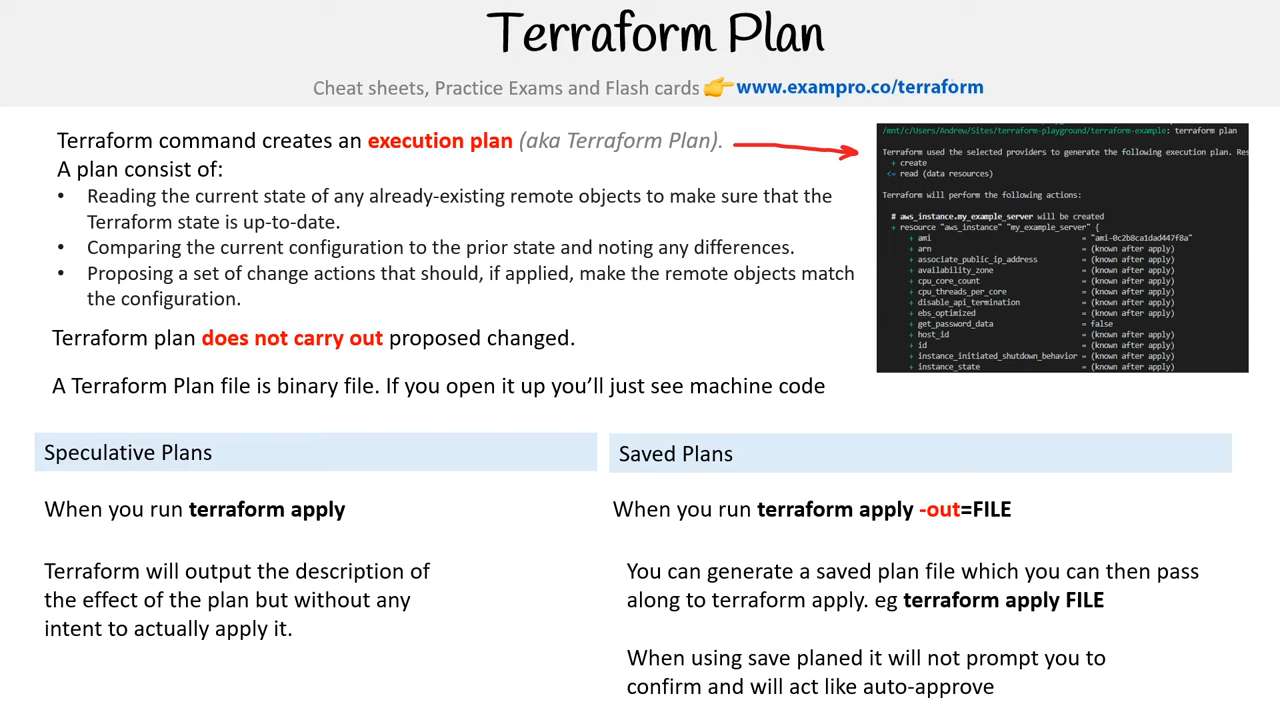 Terraform Plan
Cheat sheets, Practice Exams and Flash cards 👉 www.exampro.co/terraform
Terraform command creates an execution plan (aka Terraform Plan).
A plan consist of:
• Reading the current state of any already-existing remote objects to make sure that the
Terraform state is up-to-date.
• Comparing the current configuration to the prior state and noting any differences.
• Proposing a set of change actions that should, if applied, make the remote objects match
the configuration.
Terraform plan does not carry out proposed changed.
A Terraform Plan file is binary file. If you open it up you’ll just see machine code
/mnt/c/Users/Andrew/Sites/terraform-playground/terraform-example: terraform plan
Terraform used the selected providers to generate the following execution plan. Res
+ create
<= read (data resources)
Terraform will perform the following actions:
# aws_instance.my_example_server will be created
+ resource "aws_instance" "my_example_server" {
+ ami = "ami-0c2b8ca1dad447f8a"
+ arn = (known after apply)
+ associate_public_ip_address = (known after apply)
+ availability_zone = (known after apply)
+ cpu_core_count = (known after apply)
+ cpu_threads_per_core = (known after apply)
+ disable_api_termination = (known after apply)
+ ebs_optimized = (known after apply)
+ get_password_data = false
+ host_id = (known after apply)
+ id = (known after apply)
+ instance_initiated_shutdown_behavior = (known after apply)
+ instance_state = (known after apply)
Speculative Plans
When you run terraform apply
Terraform will output the description of
the effect of the plan but without any
intent to actually apply it.
Saved Plans
When you run terraform apply -out=FILE
You can generate a saved plan file which you can then pass
along to terraform apply. eg terraform apply FILE
When using save planed it will not prompt you to
confirm and will act like auto-approve